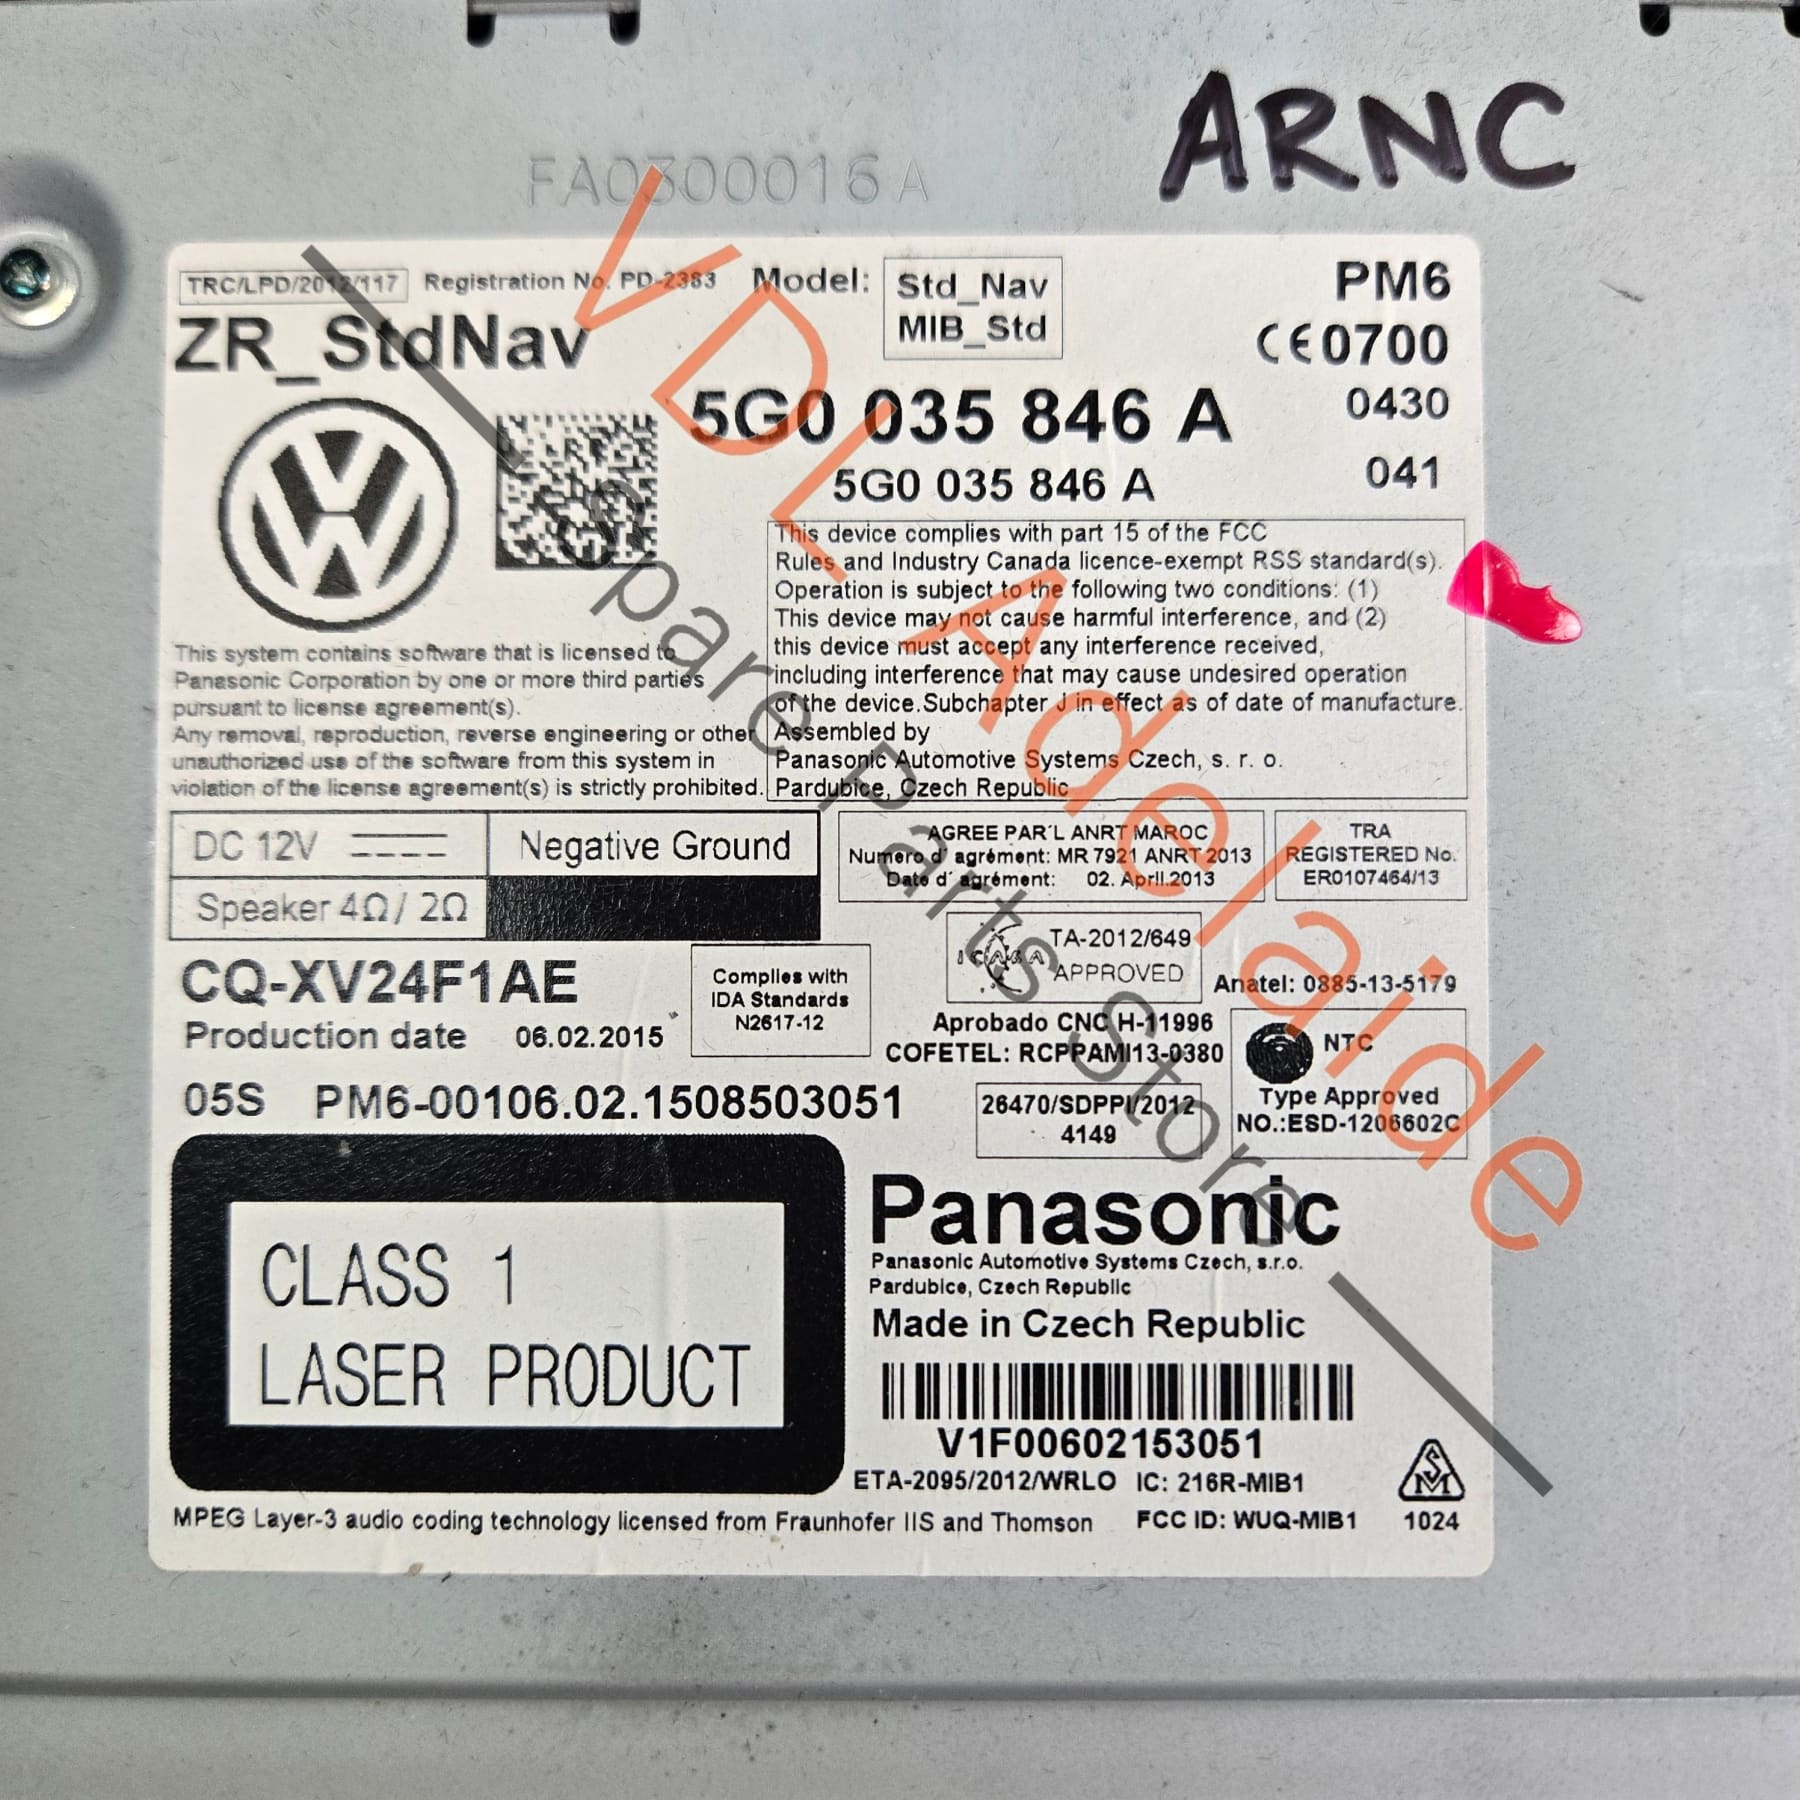 ARNC
FA0300016 A
TRC/LPD/2012/117 Registration No. PD-2383 Model: Std_Nav MIB_Std PM6
ZR_StdNav
CE0700
5G0 035 846 A 0430
5G0 035 846 A 041
This device complies with part 15 of the FCC
Rules and Industry Canada licence-exempt RSS standard(s).
Operation is subject to the following two conditions: (1)
This device may not cause harmful interference, and (2)
this device must accept any interference received,
including interference that may cause undesired operation
of the device.Subchapter J in effect as of date of manufacture.
Assembled by
Panasonic Automotive Systems Czech, s. r. o.
Pardubice, Czech Republic
This system contains software that is licensed to
Panasonic Corporation by one or more third parties
pursuant to license agreement(s).
Any removal, reproduction, reverse engineering or other
unauthorized use of the software from this system in
violation of the license agreement(s) is strictly prohibited.
DC 12V Negative Ground
Speaker 4Ω / 2Ω
AGREE PAR´L ANRT MAROC
Numero d´ agrément: MR 7921 ANRT 2013
Date d´ agrément: 02. April.2013
TRA
REGISTERED No.
ER0107464/13
CQ-XV24F1AE
Production date 06.02.2015
Complies with
IDA Standards
N2617-12
ICASA
TA-2012/649
APPROVED
Anatel: 0885-13-5179
Aprobado CNC H-11996
COFETEL: RCPPAMI13-0380
NTC
Type Approved
NO.:ESD-1206602C
26470/SDPPI/2012
4149
05S PM6-00106.02.1508503051
CLASS 1
LASER PRODUCT
Panasonic
Panasonic Automotive Systems Czech, s.r.o.
Pardubice, Czech Republic
Made in Czech Republic
V1F00602153051
ETA-2095/2012/WRLO IC: 216R-MIB1
MPEG Layer-3 audio coding technology licensed from Fraunhofer IIS and Thomson FCC ID: WUQ-MIB1
SM
1024
VDL Adelaide
Spare Parts Store